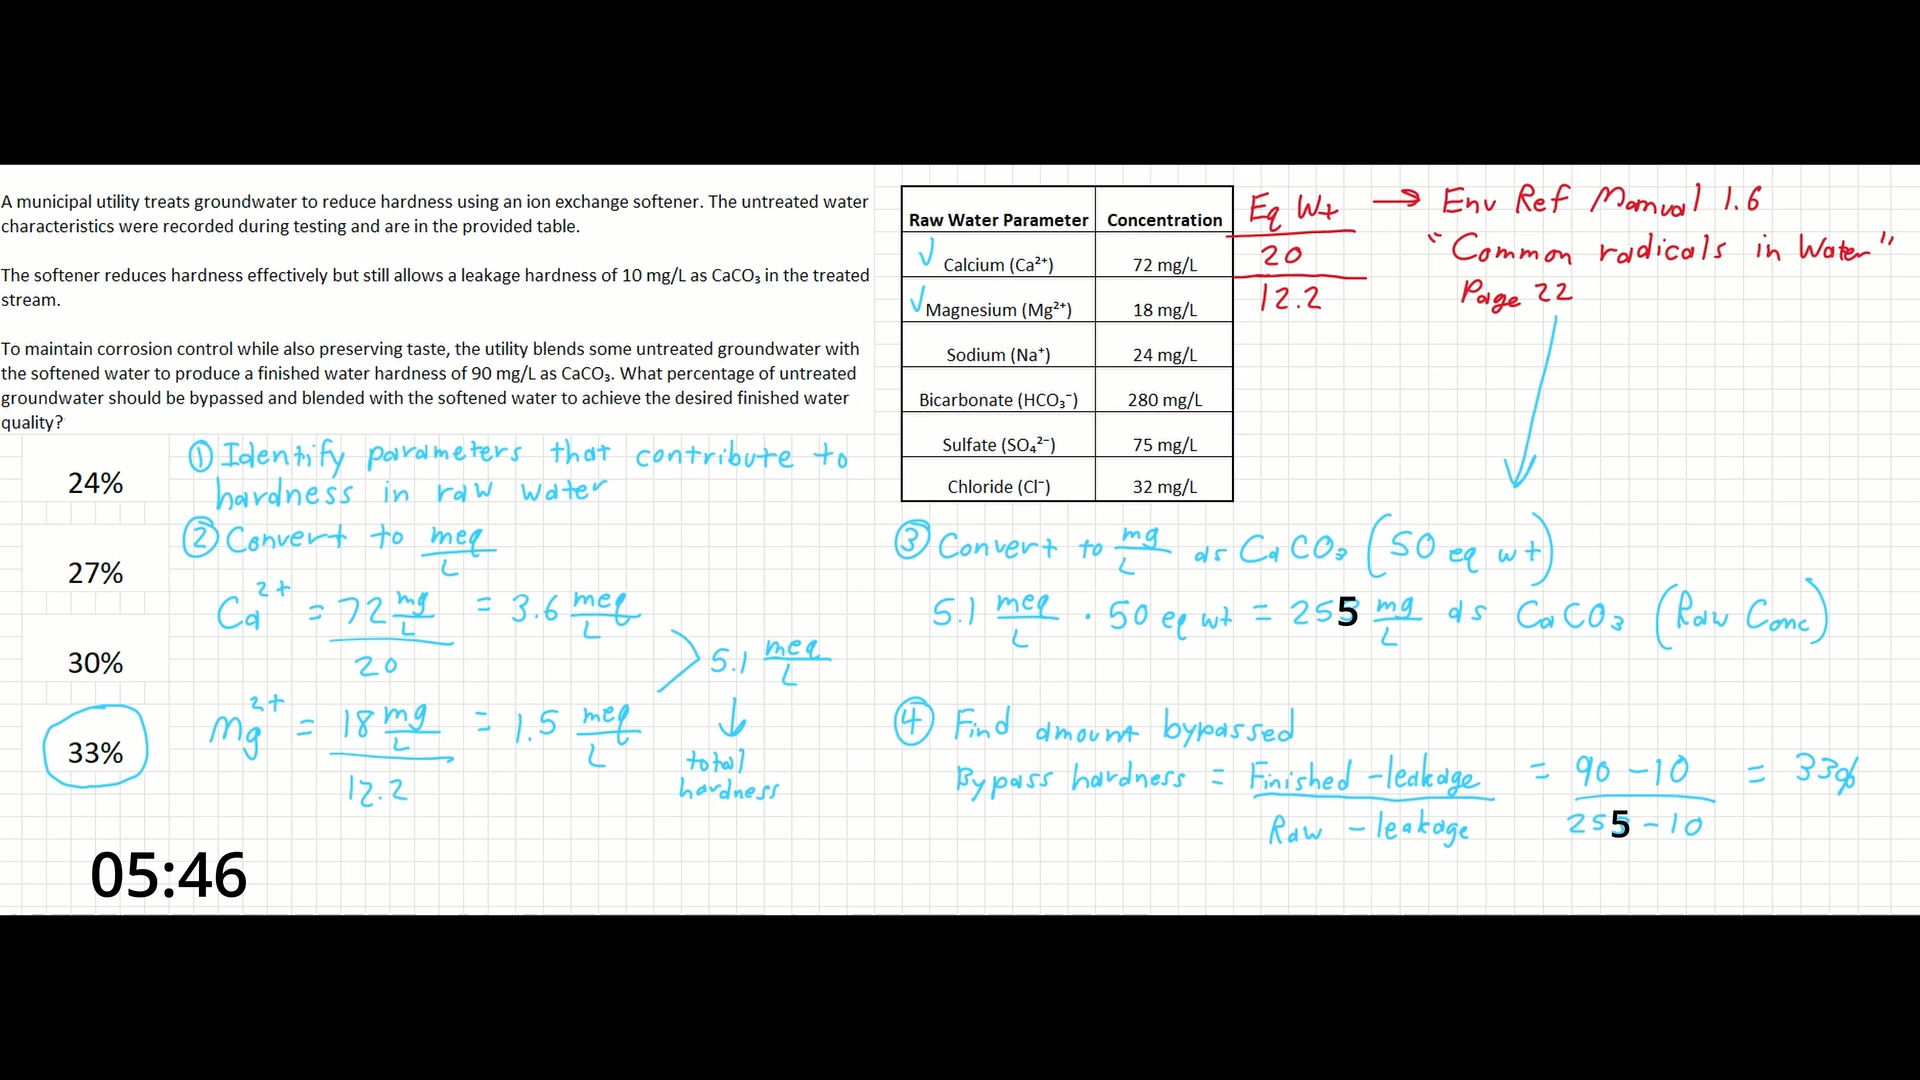 A municipal utility treats groundwater to reduce hardness using an ion exchange softener. The untreated water
characteristics were recorded during testing and are in the provided table.
The softener reduces hardness effectively but still allows a leakage hardness of 10 mg/L as CaCO₃ in the treated
stream.
To maintain corrosion control while also preserving taste, the utility blends some untreated groundwater with
the softened water to produce a finished water hardness of 90 mg/L as CaCO₃. What percentage of untreated
groundwater should be bypassed and blended with the softened water to achieve the desired finished water
quality?
24%
27%
30%
33%
Raw Water Parameter Concentration
✓ Calcium (Ca²⁺) 72 mg/L
✓ Magnesium (Mg²⁺) 18 mg/L
Sodium (Na⁺) 24 mg/L
Bicarbonate (HCO₃⁻) 280 mg/L
Sulfate (SO₄²⁻) 75 mg/L
Chloride (Cl⁻) 32 mg/L
Eq Wt → Env Ref Manual 1.6
20
12.2
"Common radicals in Water"
Page 22
① Identify parameters that contribute to
hardness in raw water
② Convert to meq/L
Ca²⁺ = 72 mg/L / 20 = 3.6 meq/L
Mg²⁺ = 18 mg/L / 12.2 = 1.5 meq/L
5.1 meq/L
↓
total
hardness
③ Convert to mg/L as CaCO₃ (50 eq wt)
5.1 meq/L · 50 eq wt = 255 mg/L as CaCO₃ (Raw Conc)
④ Find amount bypassed
Bypass hardness = Finished - leakage / Raw - leakage = 90 - 10 / 255 - 10 = 33%
05:46